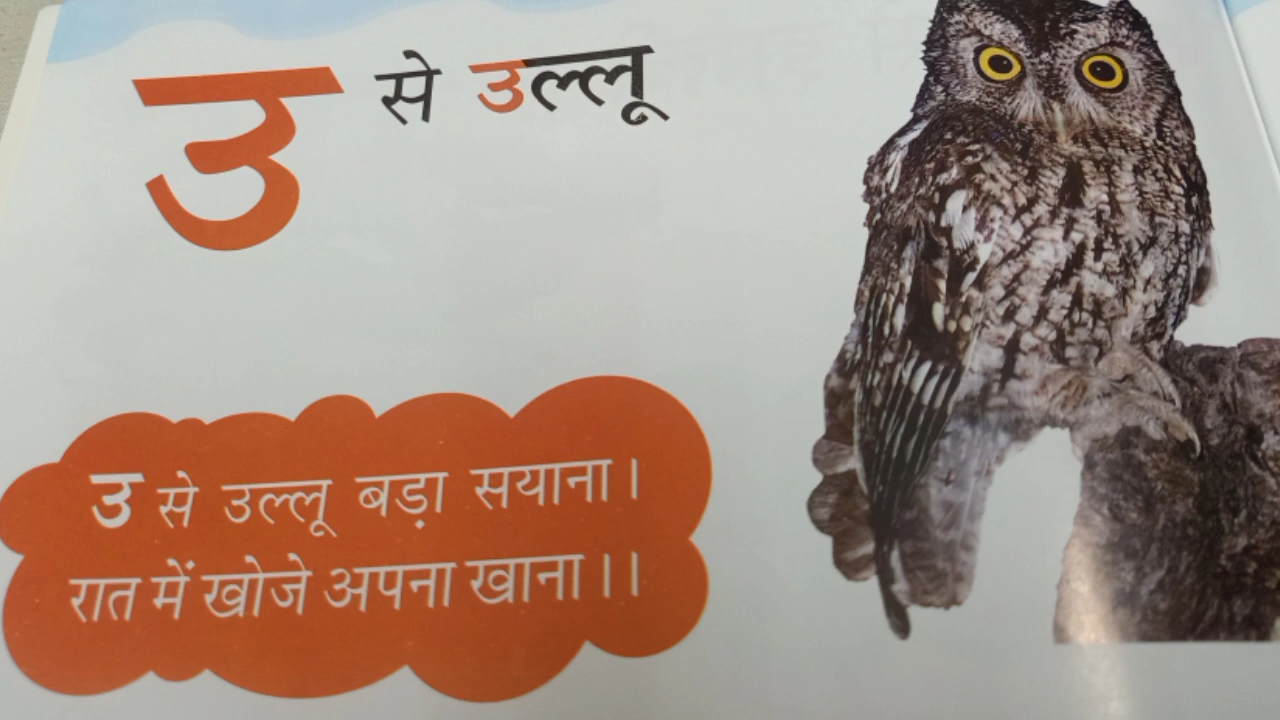 उ से उल्लू
उ से उल्लू बड़ा सयाना।
रात में खोजे अपना खाना।।